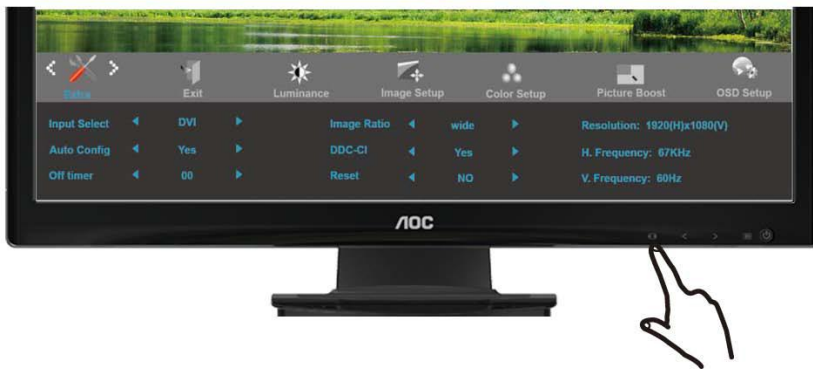 Extra Exit Luminance Image Setup Color Setup Picture Boost OSD Setup
Input Select DVI Image Ratio wide Resolution: 1920(H)x1080(V)
Auto Config Yes DDC-CI Yes H. Frequency: 67KHz
Off timer 00 Reset NO V. Frequency: 60Hz
AOC